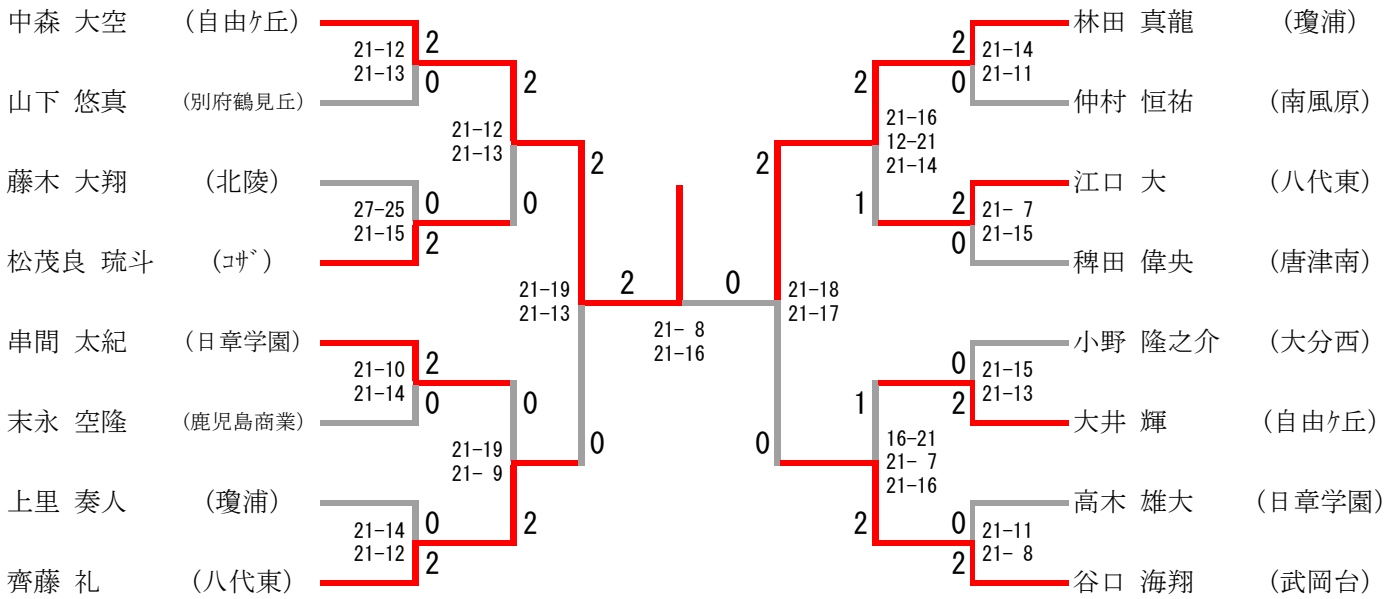 中森 大空 (自由ケ丘)
21-12 2
21-13 0
山下 悠真 (別府鶴見丘)
2
21-12
21-13
藤木 大翔 (北陵)
27-25 0
21-15 2
0
松茂良 琉斗 (コザ)
2
21-19
21-13
串間 太紀 (日章学園)
21-10 2
21-14 0
末永 空隆 (鹿児島商業)
0
21-19
21- 9
0
上里 奏人 (瓊浦)
21-14 0
21-12 2
2
齊藤 礼 (八代東)
2 0
21- 8
21-16
林田 真龍 (瓊浦)
2 21-14
0 21-11
仲村 恒祐 (南風原)
2
21-16
12-21
21-14
2
江口 大 (八代東)
1
2 21- 7
0 21-15
稗田 偉央 (唐津南)
21-18
21-17
小野 隆之介 (大分西)
0 21-15
2 21-13
大井 輝 (自由ケ丘)
1
16-21
21- 7
21-16
0
高木 雄大 (日章学園)
0 21-11
2 21- 8
2
谷口 海翔 (武岡台)